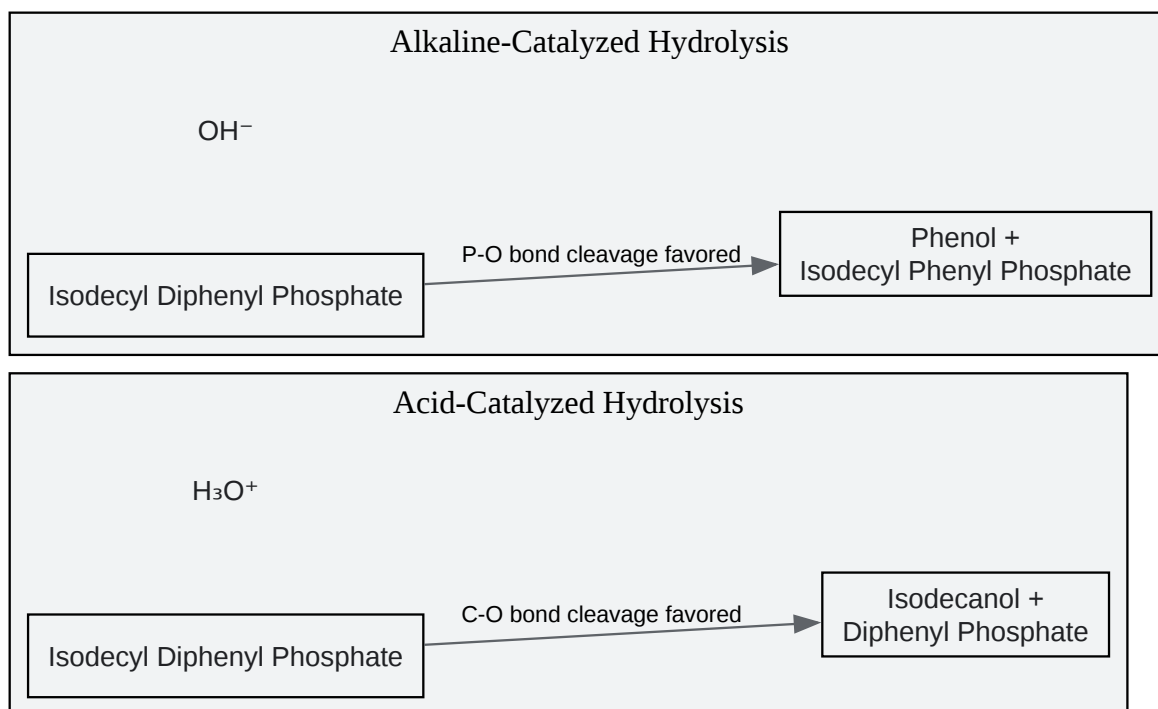 Alkaline-Catalyzed Hydrolysis
OH⁻
P-O bond cleavage favored
Phenol +
Isodecyl Phenyl Phosphate
Isodecyl Diphenyl Phosphate
Acid-Catalyzed Hydrolysis
H₃O⁺
C-O bond cleavage favored
Isodecanol +
Diphenyl Phosphate
Isodecyl Diphenyl Phosphate